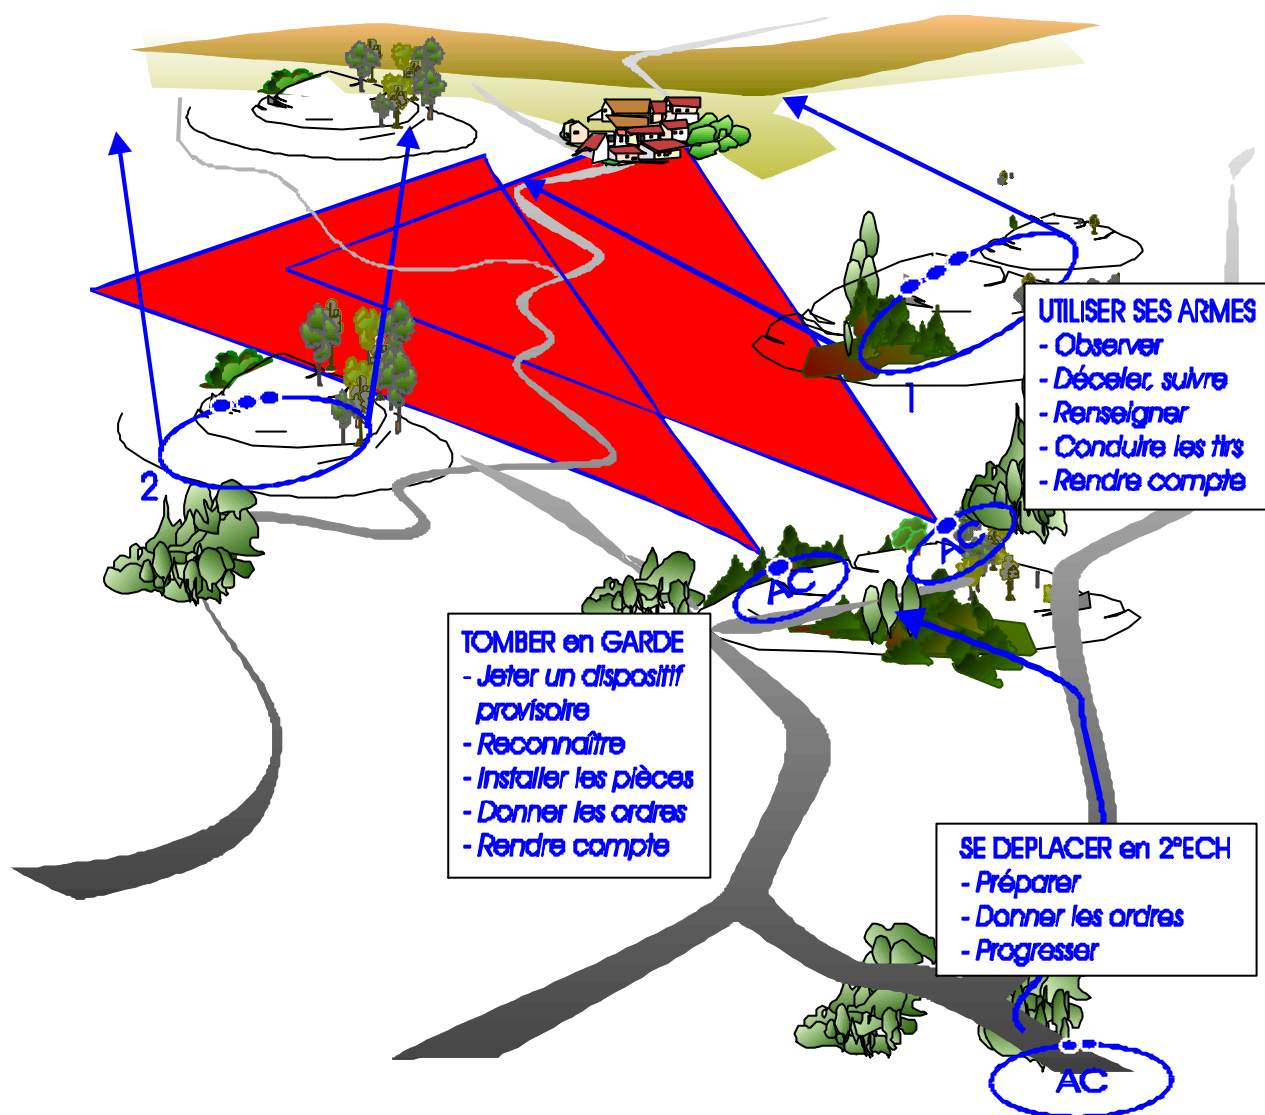 UTILISER SES ARMES
- Observer
- Déceler, suivre
- Renseigner
- Conduire les tirs
- Rendre compte
1
2
AC
AC
TOMBER en GARDE
- Jeter un dispositif
provisoire
- Reconnaître
- Installer les pièces
- Donner les ordres
- Rendre compte
SE DEPLACER en 2°ECH
- Préparer
- Donner les ordres
- Progresser
AC